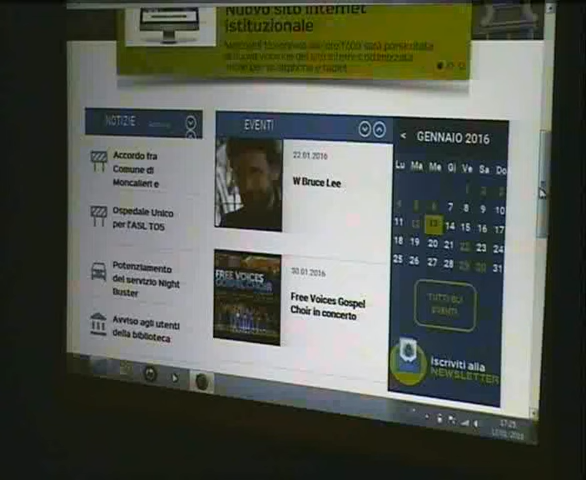 Nuovo sito internet
istituzionale
NOTIZIE
Accordo fra
Comune di
Moncalieri e
Ospedale Unico
per l'ASL TO5
Potenziamento
del servizio Night
Buster
Avviso agli utenti
della biblioteca
EVENTI
22.01.2016
W Bruce Lee
FREE VOICES
GOSPEL CHOIR
30.01.2016
Free Voices Gospel
Choir in concerto
< GENNAIO 2016
Lu Ma Me Gi Ve Sa Do
1 2 3
4 5 6 7 8 9 10
11 12 13 14 15 16 17
18 19 20 21 22 23 24
25 26 27 28 29 30 31
TUTTI GLI
EVENTI
Iscriviti alla
NEWSLETTER